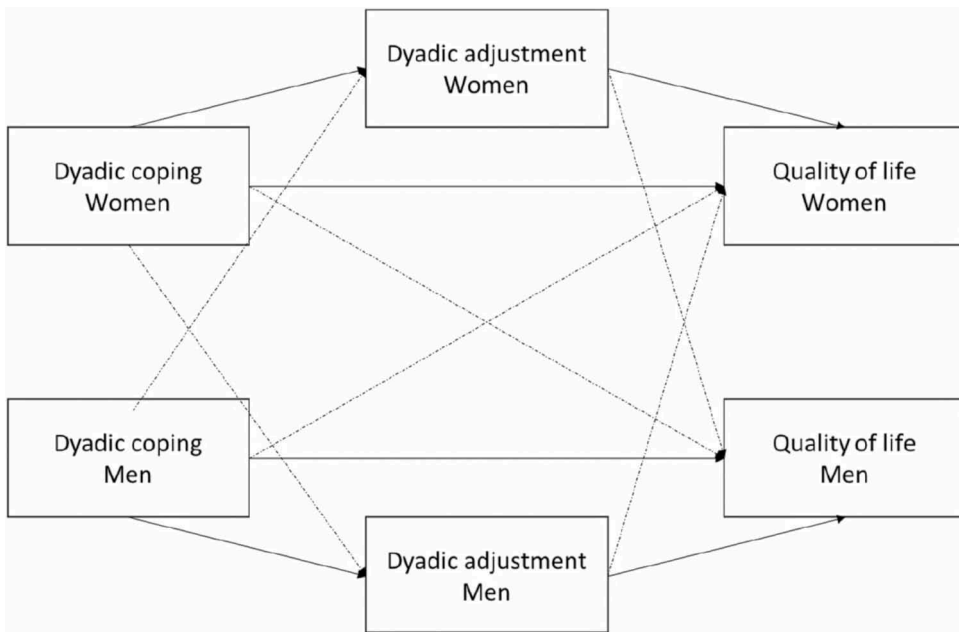 Dyadic adjustment
Women
Dyadic coping
Women
Quality of life
Women
Dyadic coping
Men
Quality of life
Men
Dyadic adjustment
Men